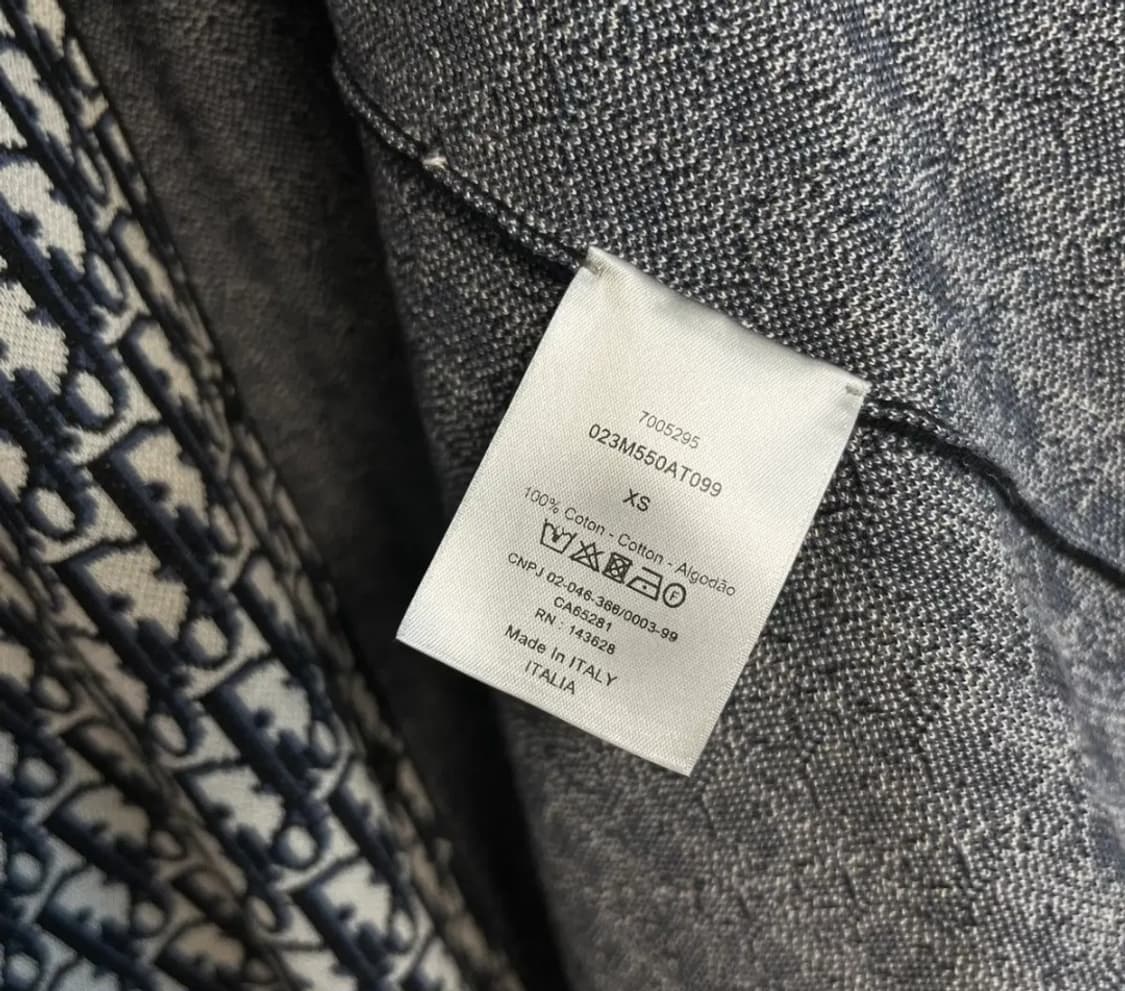 7005295
023M550AT099
XS
100% Coton - Cotton - Algodão
F
CNPJ 02-046-366/0003-99
CA65281
RN : 143628
Made In ITALY
ITALIA